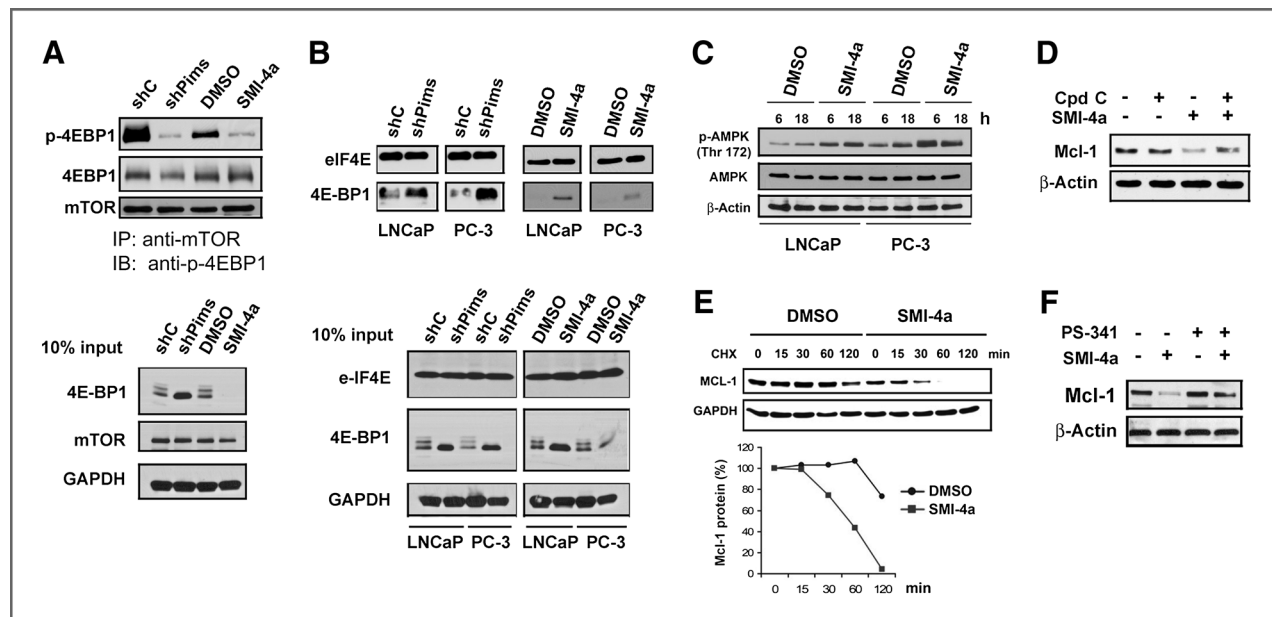 A
shC shPims DMSO SMI-4a
p-4EBP1
4EBP1
mTOR
IP: anti-mTOR
IB: anti-p-4EBP1
shC shPims DMSO SMI-4a
10% input
4E-BP1
mTOR
GAPDH
B
shC shPims shC shPims DMSO SMI-4a DMSO SMI-4a
eIF4E
4E-BP1
LNCaP PC-3 LNCaP PC-3
shC shPims shC shPims DMSO SMI-4a DMSO SMI-4a
10% input
e-IF4E
4E-BP1
GAPDH
LNCaP PC-3 LNCaP PC-3
C
DMSO SMI-4a DMSO SMI-4a
6 18 6 18 6 18 6 18 h
p-AMPK
(Thr 172)
AMPK
β-Actin
LNCaP PC-3
D
Cpd C - + - +
SMI-4a - - + +
Mcl-1
β-Actin
E
DMSO SMI-4a
CHX 0 15 30 60 120 0 15 30 60 120 min
MCL-1
GAPDH
Mcl-1 protein (%)
120
100
80
60
40
20
0
DMSO
SMI-4a
0 15 30 60 120 min
F
PS-341 - - + +
SMI-4a - + - +
Mcl-1
β-Actin